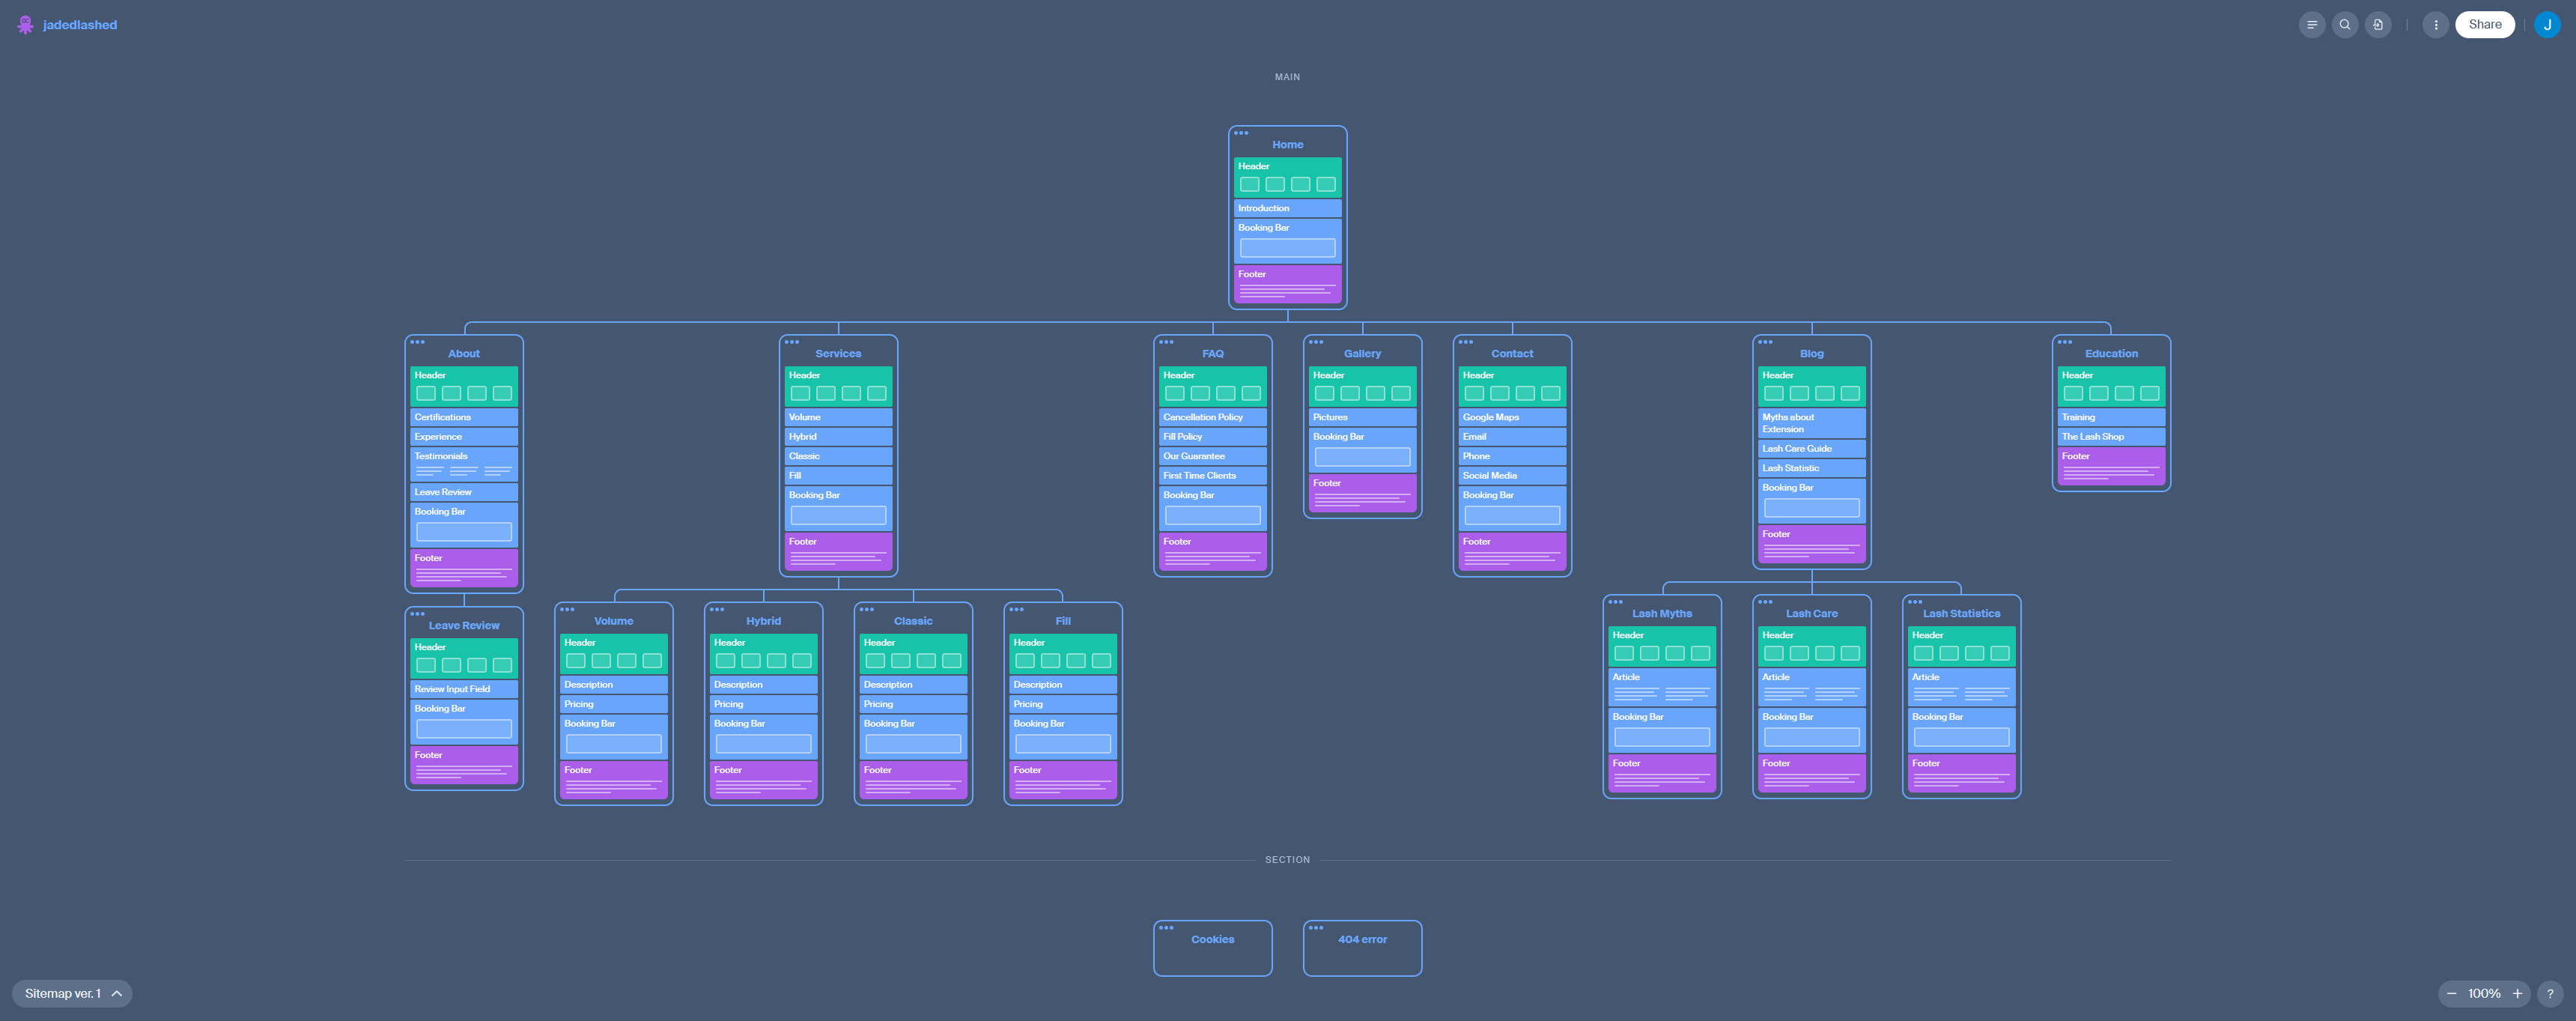 jadedlashed
Share
J
MAIN
Home
Header
Introduction
Booking Bar
Footer
About
Header
Certifications
Experience
Testimonials
Leave Review
Booking Bar
Footer
Services
Header
Volume
Hybrid
Classic
Fill
Booking Bar
Footer
FAQ
Header
Cancellation Policy
Fill Policy
Our Guarantee
First Time Clients
Booking Bar
Footer
Gallery
Header
Pictures
Booking Bar
Footer
Contact
Header
Google Maps
Email
Phone
Social Media
Booking Bar
Footer
Blog
Header
Myths about
Extension
Lash Care Guide
Lash Statistic
Booking Bar
Footer
Education
Header
Training
The Lash Shop
Footer
Leave Review
Header
Review Input Field
Booking Bar
Footer
Volume
Header
Description
Pricing
Booking Bar
Footer
Hybrid
Header
Description
Pricing
Booking Bar
Footer
Classic
Header
Description
Pricing
Booking Bar
Footer
Fill
Header
Description
Pricing
Booking Bar
Footer
Lash Myths
Header
Article
Booking Bar
Footer
Lash Care
Header
Article
Booking Bar
Footer
Lash Statistics
Header
Article
Booking Bar
Footer
SECTION
Cookies
404 error
Sitemap ver. 1
100%
?